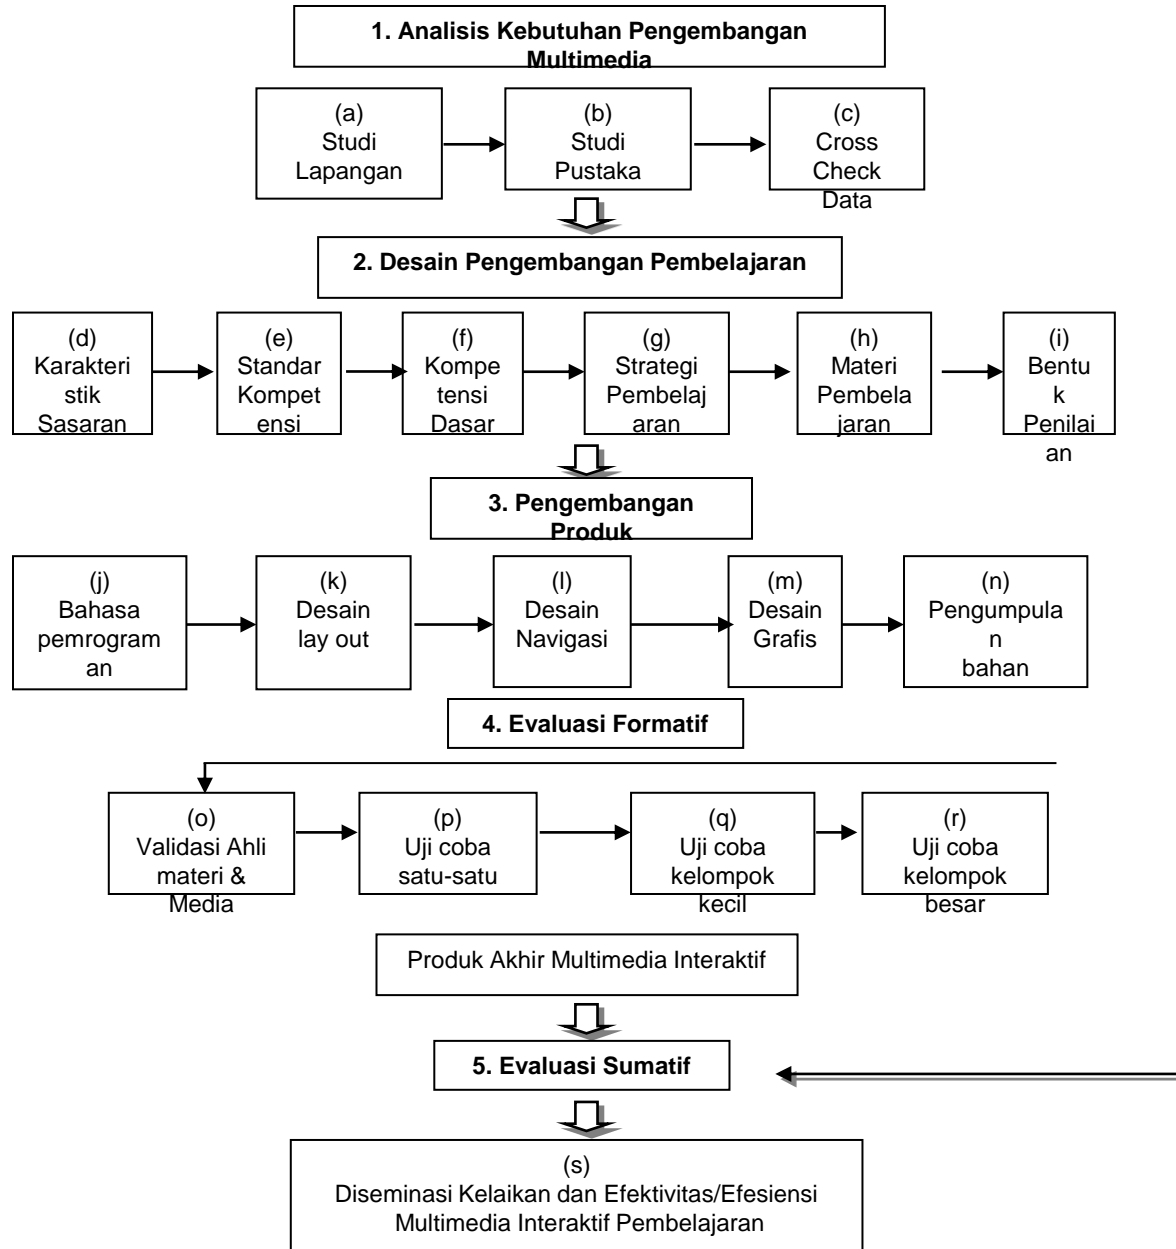 1. Analisis Kebutuhan Pengembangan
Multimedia
(a)
Studi
Lapangan
(b)
Studi
Pustaka
(c)
Cross
Check
Data
2. Desain Pengembangan Pembelajaran
(d)
Karakteri
stik
Sasaran
(e)
Standar
Kompet
ensi
(f)
Kompe
tensi
Dasar
(g)
Strategi
Pembelaj
aran
(h)
Materi
Pembela
jaran
(i)
Bentu
k
Penilai
an
3. Pengembangan
Produk
(j)
Bahasa
pemrogram
an
(k)
Desain
lay out
(l)
Desain
Navigasi
(m)
Desain
Grafis
(n)
Pengumpula
n
bahan
4. Evaluasi Formatif
(o)
Validasi Ahli
materi &
Media
(p)
Uji coba
satu-satu
(q)
Uji coba
kelompok
kecil
(r)
Uji coba
kelompok
besar
Produk Akhir Multimedia Interaktif
5. Evaluasi Sumatif
(s)
Diseminasi Kelaikan dan Efektivitas/Efesiensi
Multimedia Interaktif Pembelajaran